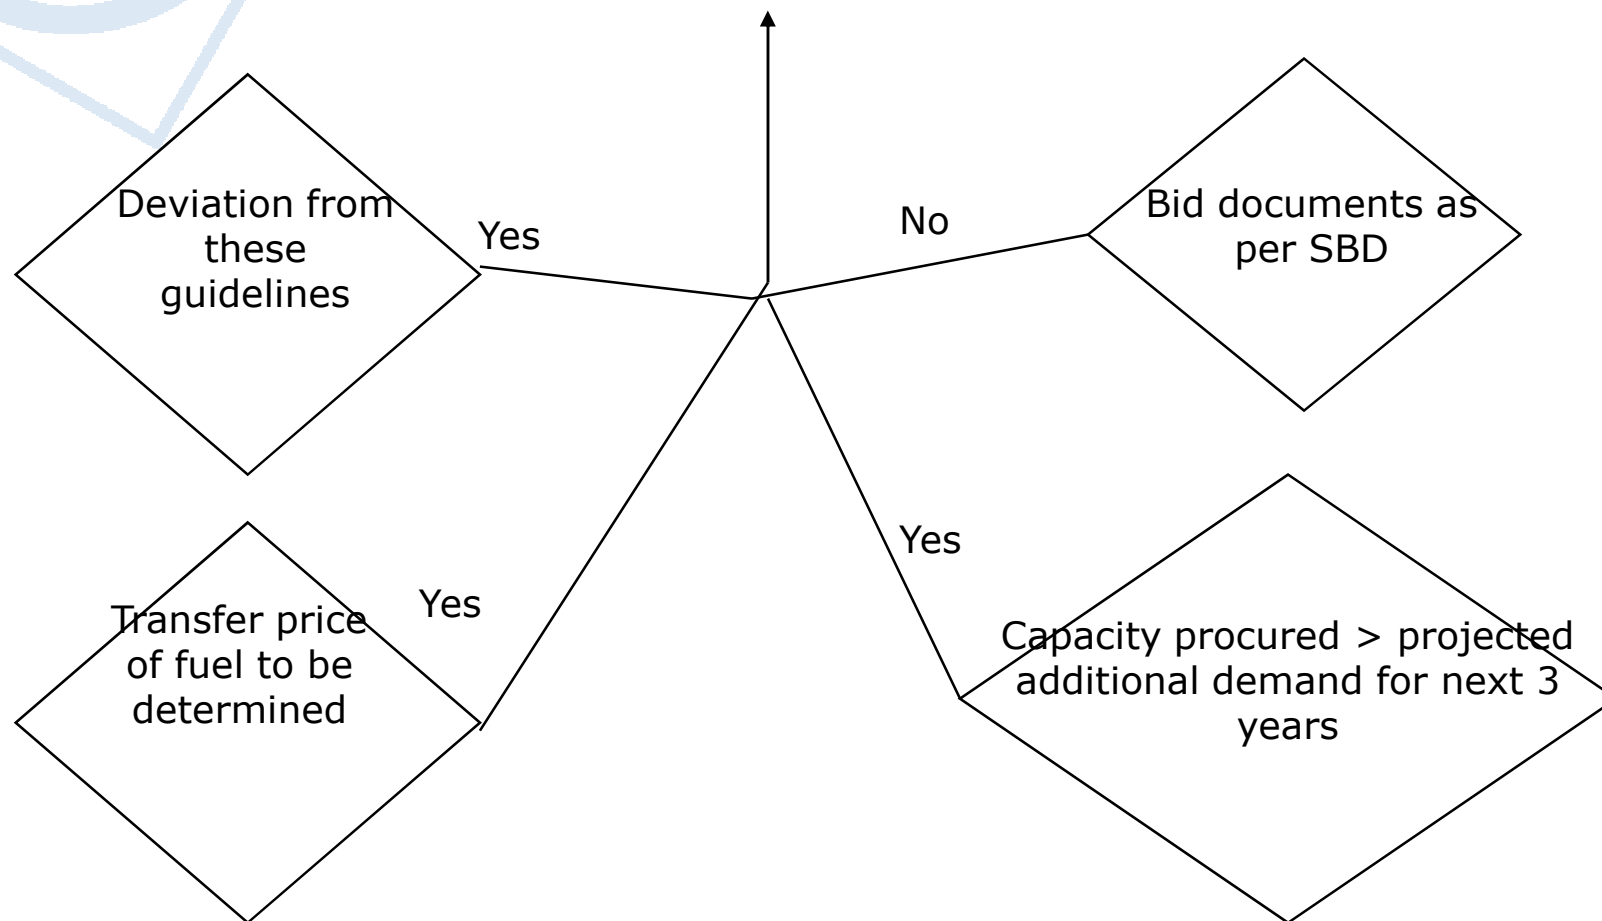 Deviation from
these
guidelines
Yes
No
Bid documents as
per SBD
Transfer price
of fuel to be
determined
Yes
Yes
Capacity procured > projected
additional demand for next 3
years